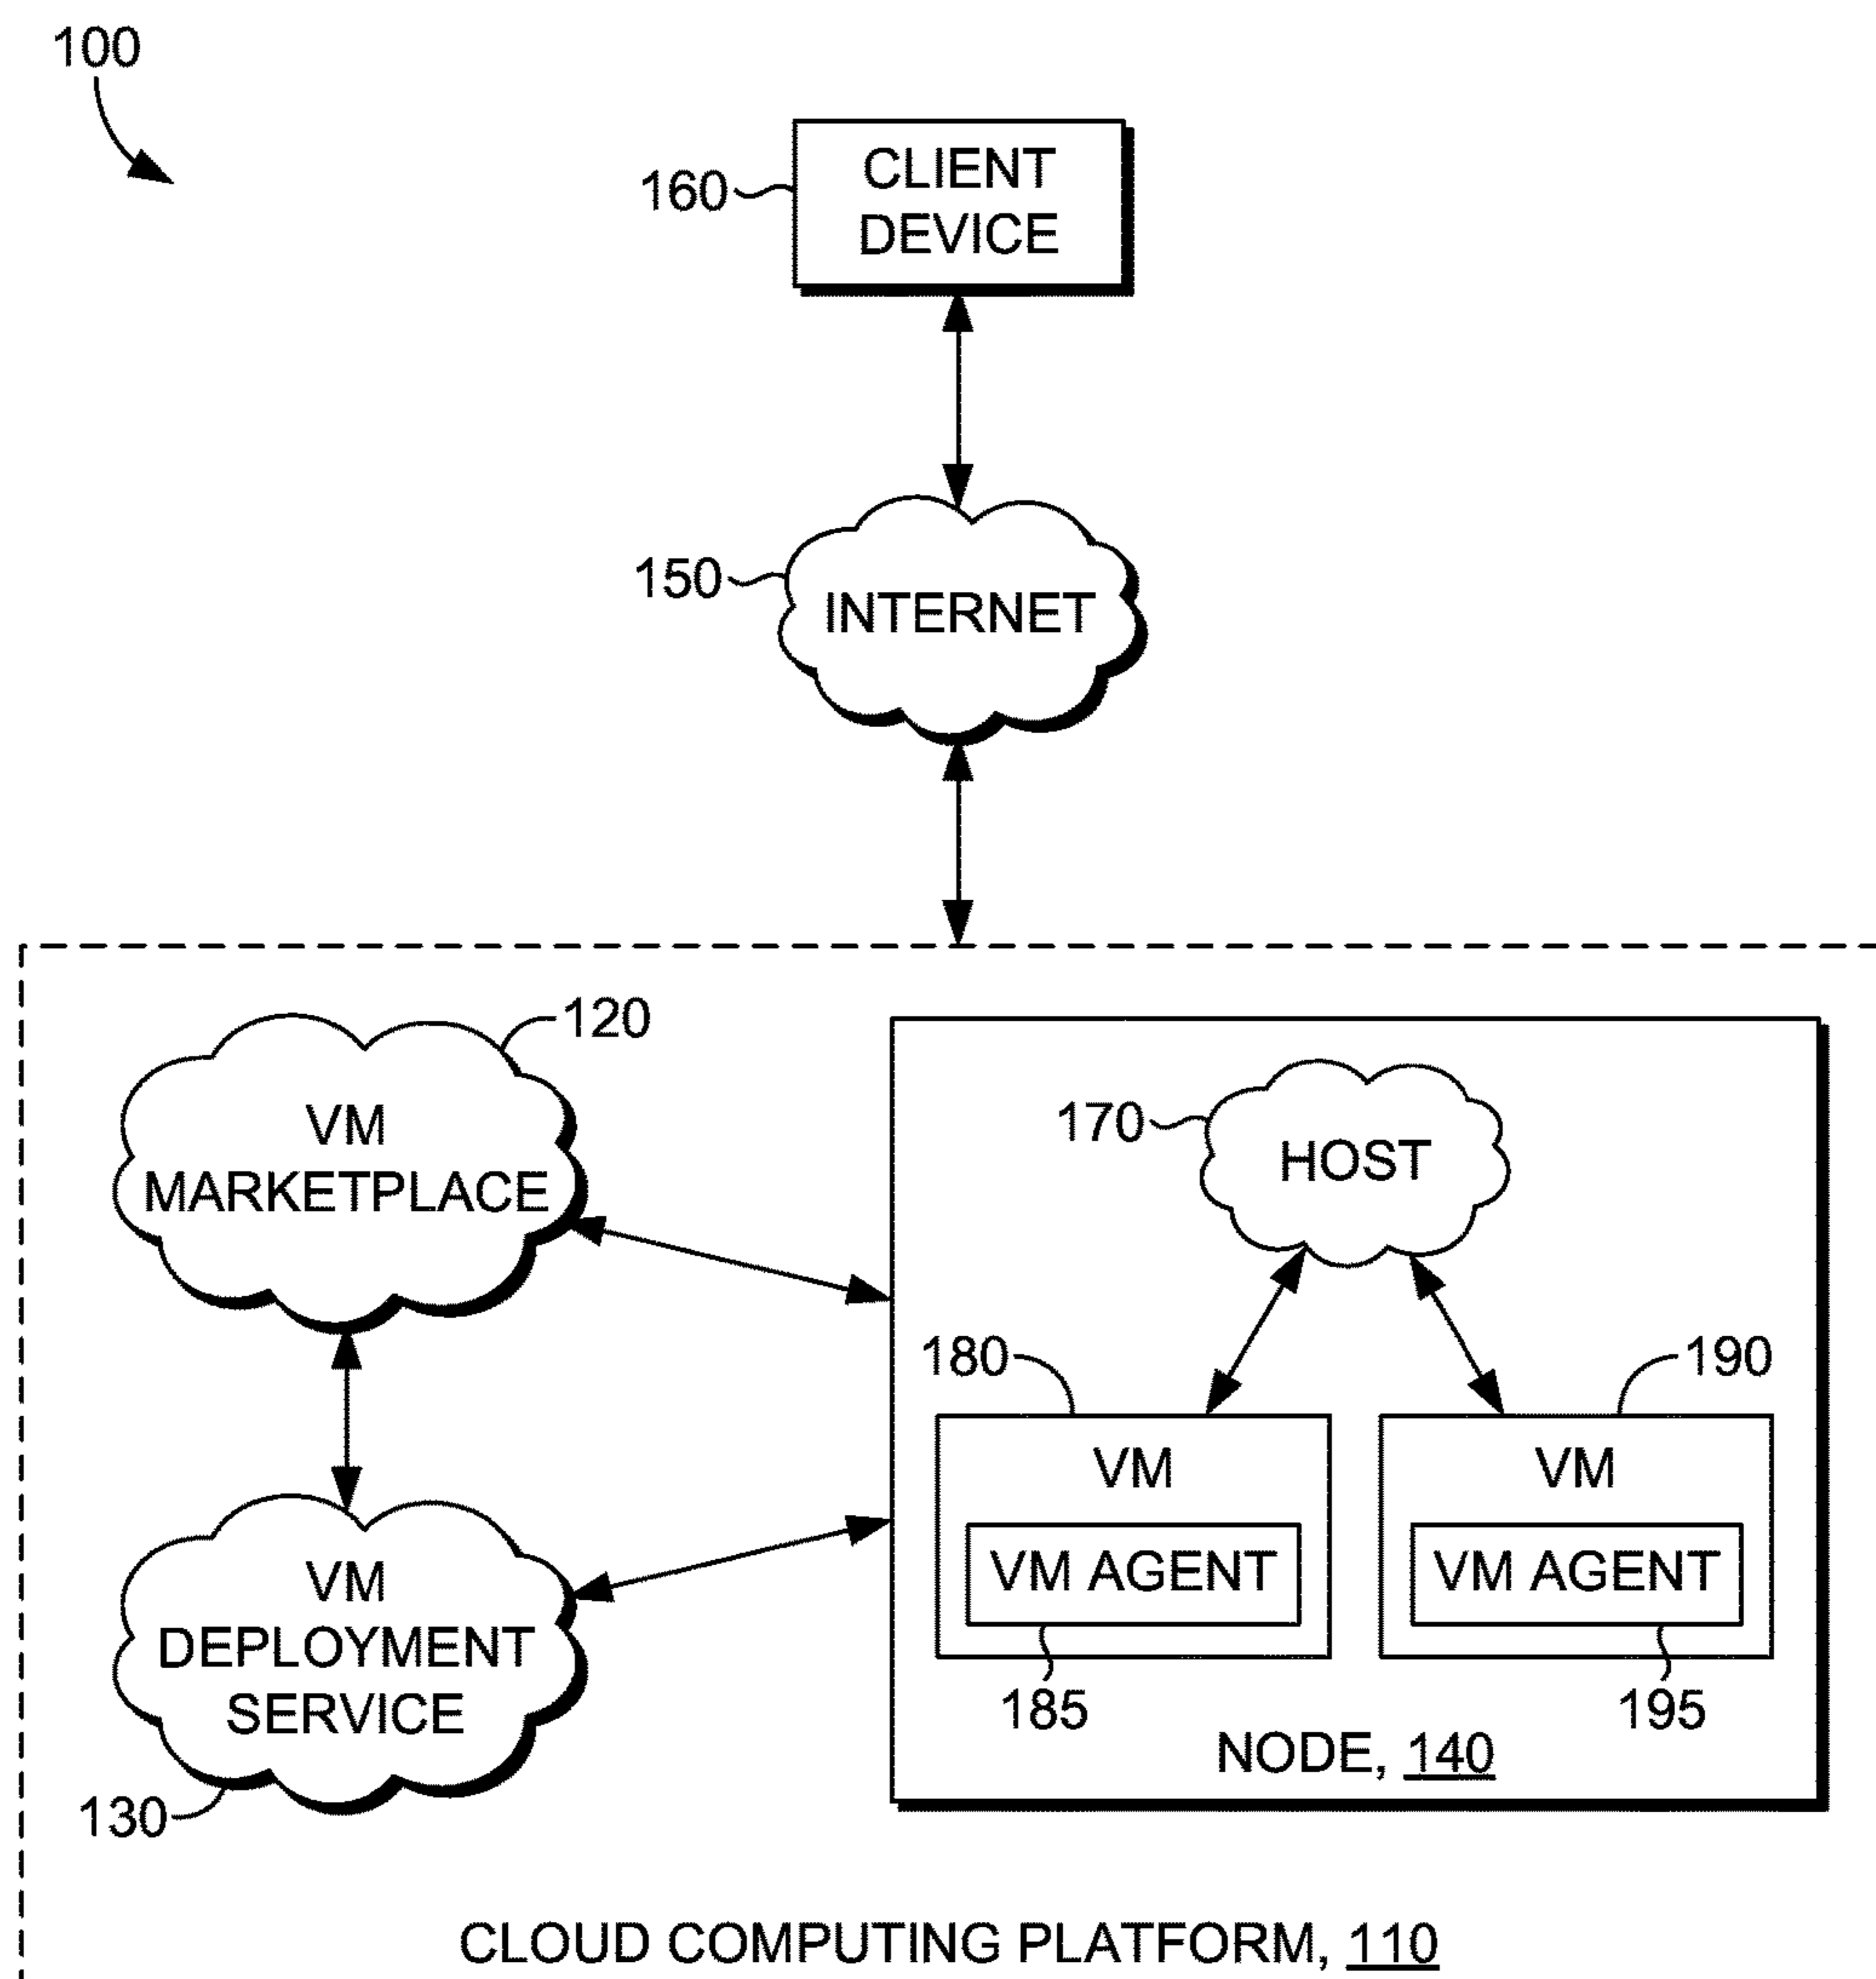 100
160
CLIENT
DEVICE
150
INTERNET
120
VM
MARKETPLACE
170
HOST
180
190
VM
VM
VM AGENT
VM AGENT
185
195
NODE, 140
VM
DEPLOYMENT
SERVICE
130
CLOUD COMPUTING PLATFORM, 110